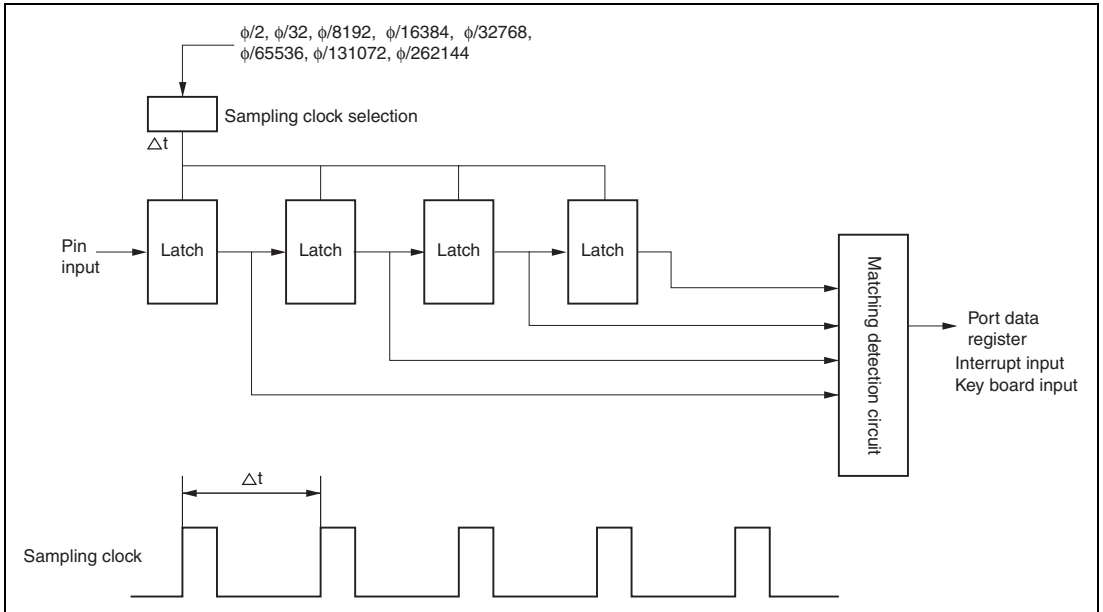 ϕ/2, ϕ/32, ϕ/8192, ϕ/16384, ϕ/32768,
ϕ/65536, ϕ/131072, ϕ/262144
Sampling clock selection
△t
Pin
input
Latch
Latch
Latch
Latch
Matching detection circuit
Port data
register
Interrupt input
Key board input
△t
Sampling clock